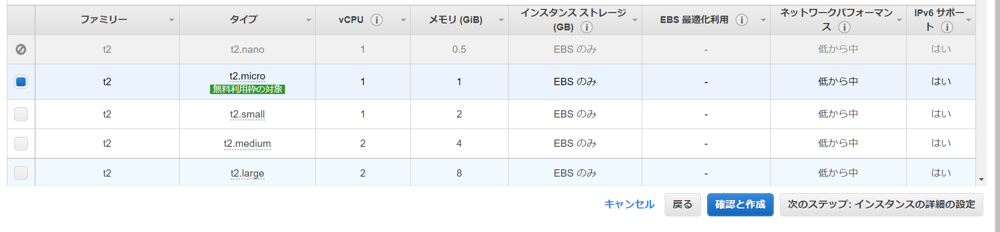 ファミリー タイプ vCPU メモリ (GiB) インスタンス ストレージ (GB) EBS 最適化利用 ネットワークパフォーマンス IPv6 サポート
t2 t2.nano 1 0.5 EBS のみ - 低から中 はい
t2 t2.micro 1 1 EBS のみ - 低から中 はい
無料利用枠の対象
t2 t2.small 1 2 EBS のみ - 低から中 はい
t2 t2.medium 2 4 EBS のみ - 低から中 はい
t2 t2.large 2 8 EBS のみ - 低から中 はい
キャンセル 戻る 確認と作成 次のステップ: インスタンスの詳細の設定